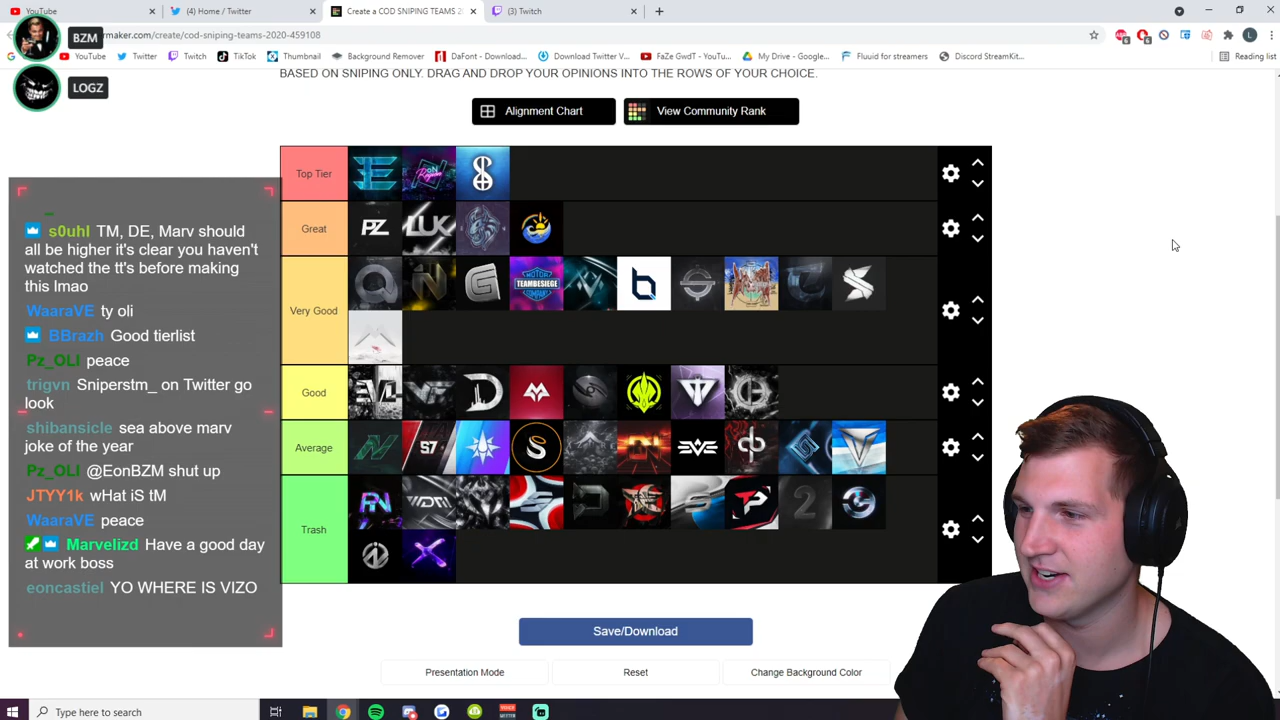 YouTube
(4) Home / Twitter
Create a COD SNIPING TEAMS 2
(3) Twitch
BZM
maker.com/create/cod-sniping-teams-2020-459108
YouTube
Twitter
Twitch
TikTok
Thumbnail
Background Remover
DaFont - Download...
Download Twitter V...
My Drive - Google...
FaZe GwdT - YouTu...
Fluuid for streamers
Discord StreamKit...
Reading list
BASED ON SNIPING ONLY. DRAG AND DROP YOUR OPINIONS INTO THE ROWS OF YOUR CHOICE.
LOGZ
Alignment Chart
View Community Rank
Top Tier
Great
PZ
LUK
Very Good
MOTOR
TEAMBESIEGE
COMPANY
Good
EVL
Average
S7
Trash
2
s0uhl TM, DE, Marv should
all be higher it's clear you haven't
watched the tt's before making
this lmao
WaaraVE ty oli
BBrazh Good tierlist
Pz_OLI peace
trigvn Sniperstm_ on Twitter go
look
shibansicle sea above marv
joke of the year
Pz_OLI @EonBZM shut up
JTYY1k wHat iS tM
WaaraVE peace
Marvelizd Have a good day
at work boss
eoncastiel YO WHERE IS VIZO
Save/Download
Presentation Mode
Reset
Change Background Color
Type here to search